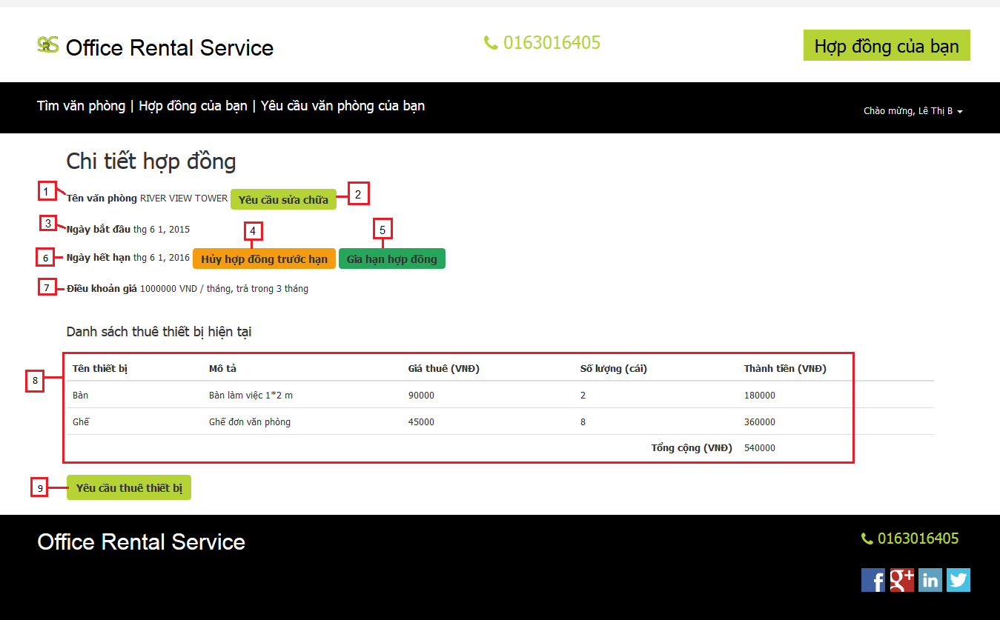 Office Rental Service
0163016405
Hợp đồng của bạn
Tìm văn phòng | Hợp đồng của bạn | Yêu cầu văn phòng của bạn
Chào mừng, Lê Thị B
Chi tiết hợp đồng
1 Tên văn phòng RIVER VIEW TOWER Yêu cầu sửa chữa 2
3 Ngày bắt đầu thg 6 1, 2015
4 5
6 Ngày hết hạn thg 6 1, 2016 Hủy hợp đồng trước hạn Gia hạn hợp đồng
7 Điều khoản giá 1000000 VND / tháng, trả trong 3 tháng
Danh sách thuê thiết bị hiện tại
8
Tên thiết bị Mô tả Giá thuê (VNĐ) Số lượng (cái) Thành tiền (VNĐ)
Bàn Bàn làm việc 1*2 m 90000 2 180000
Ghế Ghế đơn văn phòng 45000 8 360000
Tổng cộng (VNĐ) 540000
9 Yêu cầu thuê thiết bị
Office Rental Service
0163016405
f g+ in